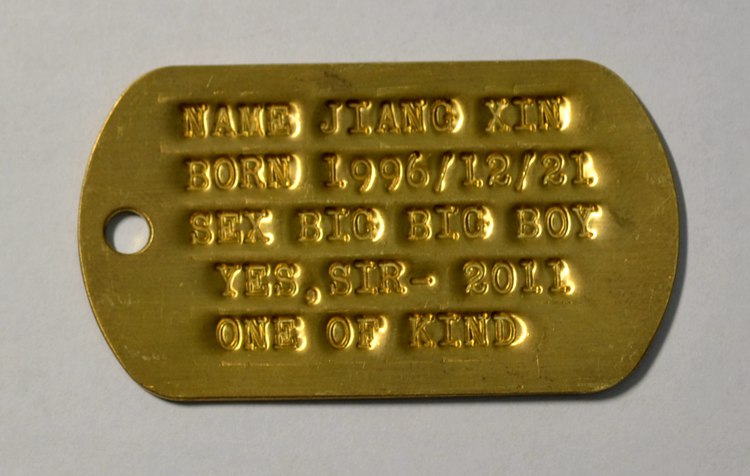 NAME JIANG XIN
BORN 1996/12/21
SEX BIG BIG BOY
YES,SIR- 2011
ONE OF KIND